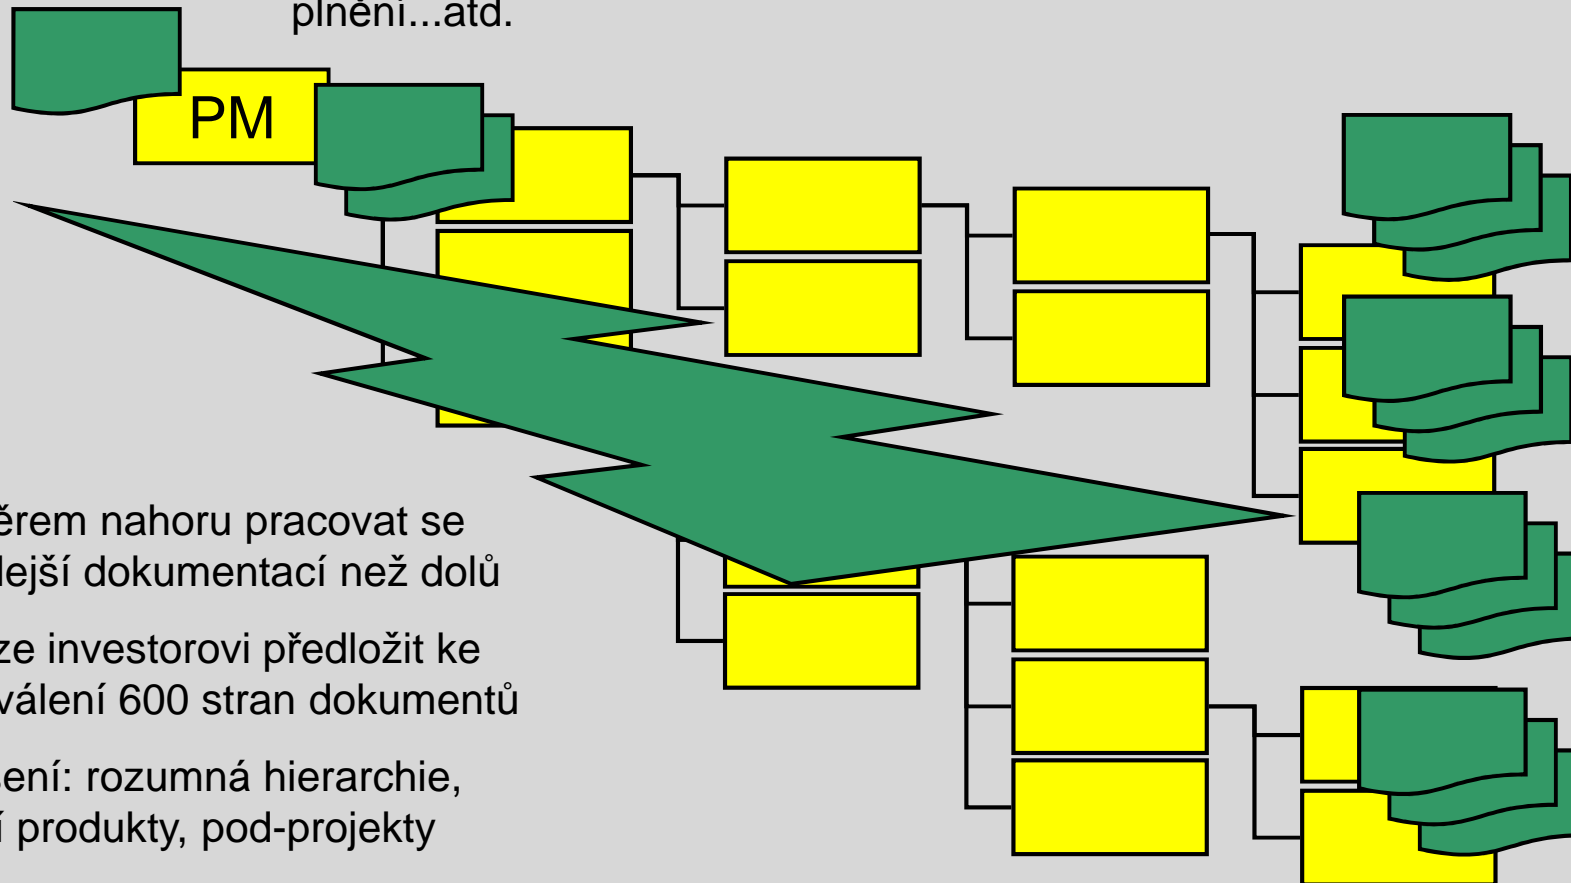 plnění...atd.
PM
ěrem nahoru pracovat se
lejší dokumentací než dolů
ze investorovi předložit ke
válení 600 stran dokumentů
ení: rozumná hierarchie,
í produkty, pod-projekty